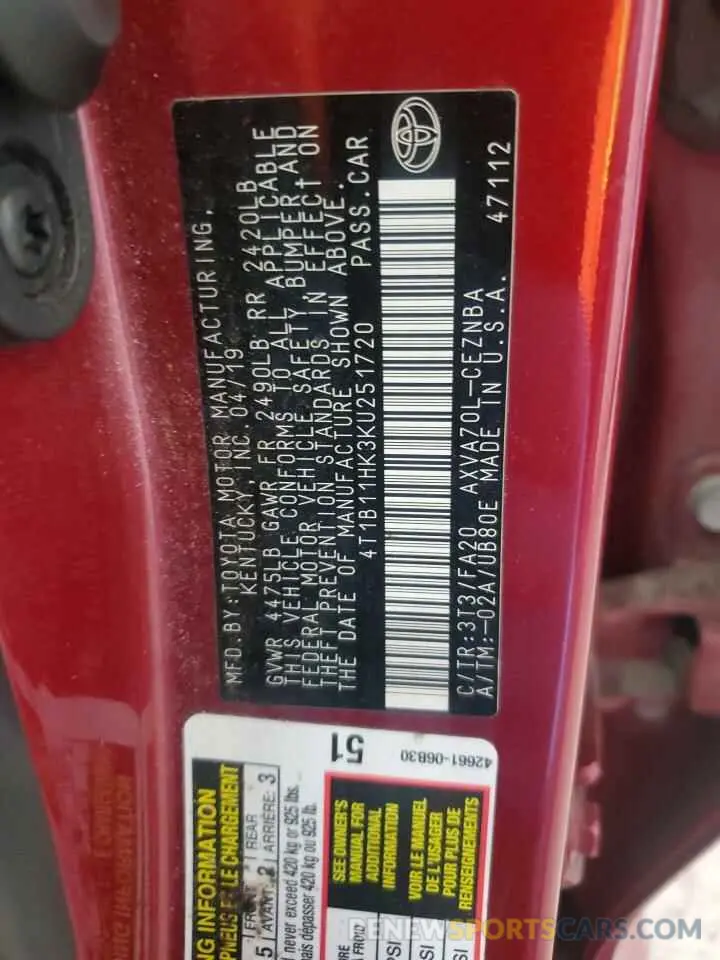 MFD. BY: TOYOTA MOTOR MANUFACTURING,
KENTUCKY, INC. 04/19
GVWR 4475LB GAWR FR 2490LB RR 2420LB
THIS VEHICLE CONFORMS TO ALL APPLICABLE
FEDERAL MOTOR VEHICLE SAFETY, BUMPER AND
THEFT PREVENTION STANDARDS IN EFFECT ON
THE DATE OF MANUFACTURE SHOWN ABOVE.
4T1B11HK3KU251720 PASS.CAR
C/TR:3T3/FA20 AXVA70L-CEZNBA
A/TM:-02A/UB80E MADE IN U.S.A. 47112
INFORMATION
PNEUS ET LE CHARGEMENT
5 FRONT 2 REAR 3
AVANT ARRIÈRE
never exceed 420 kg or 925 lbs.
jamais dépasser 420 kg ou 925 lb.
51
42661-06B30
SEE OWNER'S
MANUAL FOR
ADDITIONAL
INFORMATION
VOIR LE MANUEL
DE L'USAGER
POUR PLUS DE
RENSEIGNEMENTS
FROID
PSI
RENEWSPORTSCARS.COM